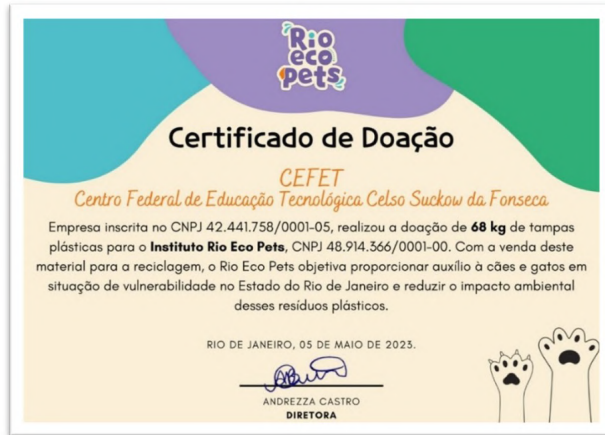 Rio
eco
pets
Certificado de Doação
CEFET
Centro Federal de Educação Tecnológica Celso Suckow da Fonseca
Empresa inscrita no CNPJ 42.441.758/0001-05, realizou a doação de 68 kg de tampas
plásticas para o Instituto Rio Eco Pets, CNPJ 48.914.366/0001-00. Com a venda deste
material para a reciclagem, o Rio Eco Pets objetiva proporcionar auxílio à cães e gatos em
situação de vulnerabilidade no Estado do Rio de Janeiro e reduzir o impacto ambiental
desses resíduos plásticos.
RIO DE JANEIRO, 05 DE MAIO DE 2023.
ANDREZZA CASTRO
DIRETORA